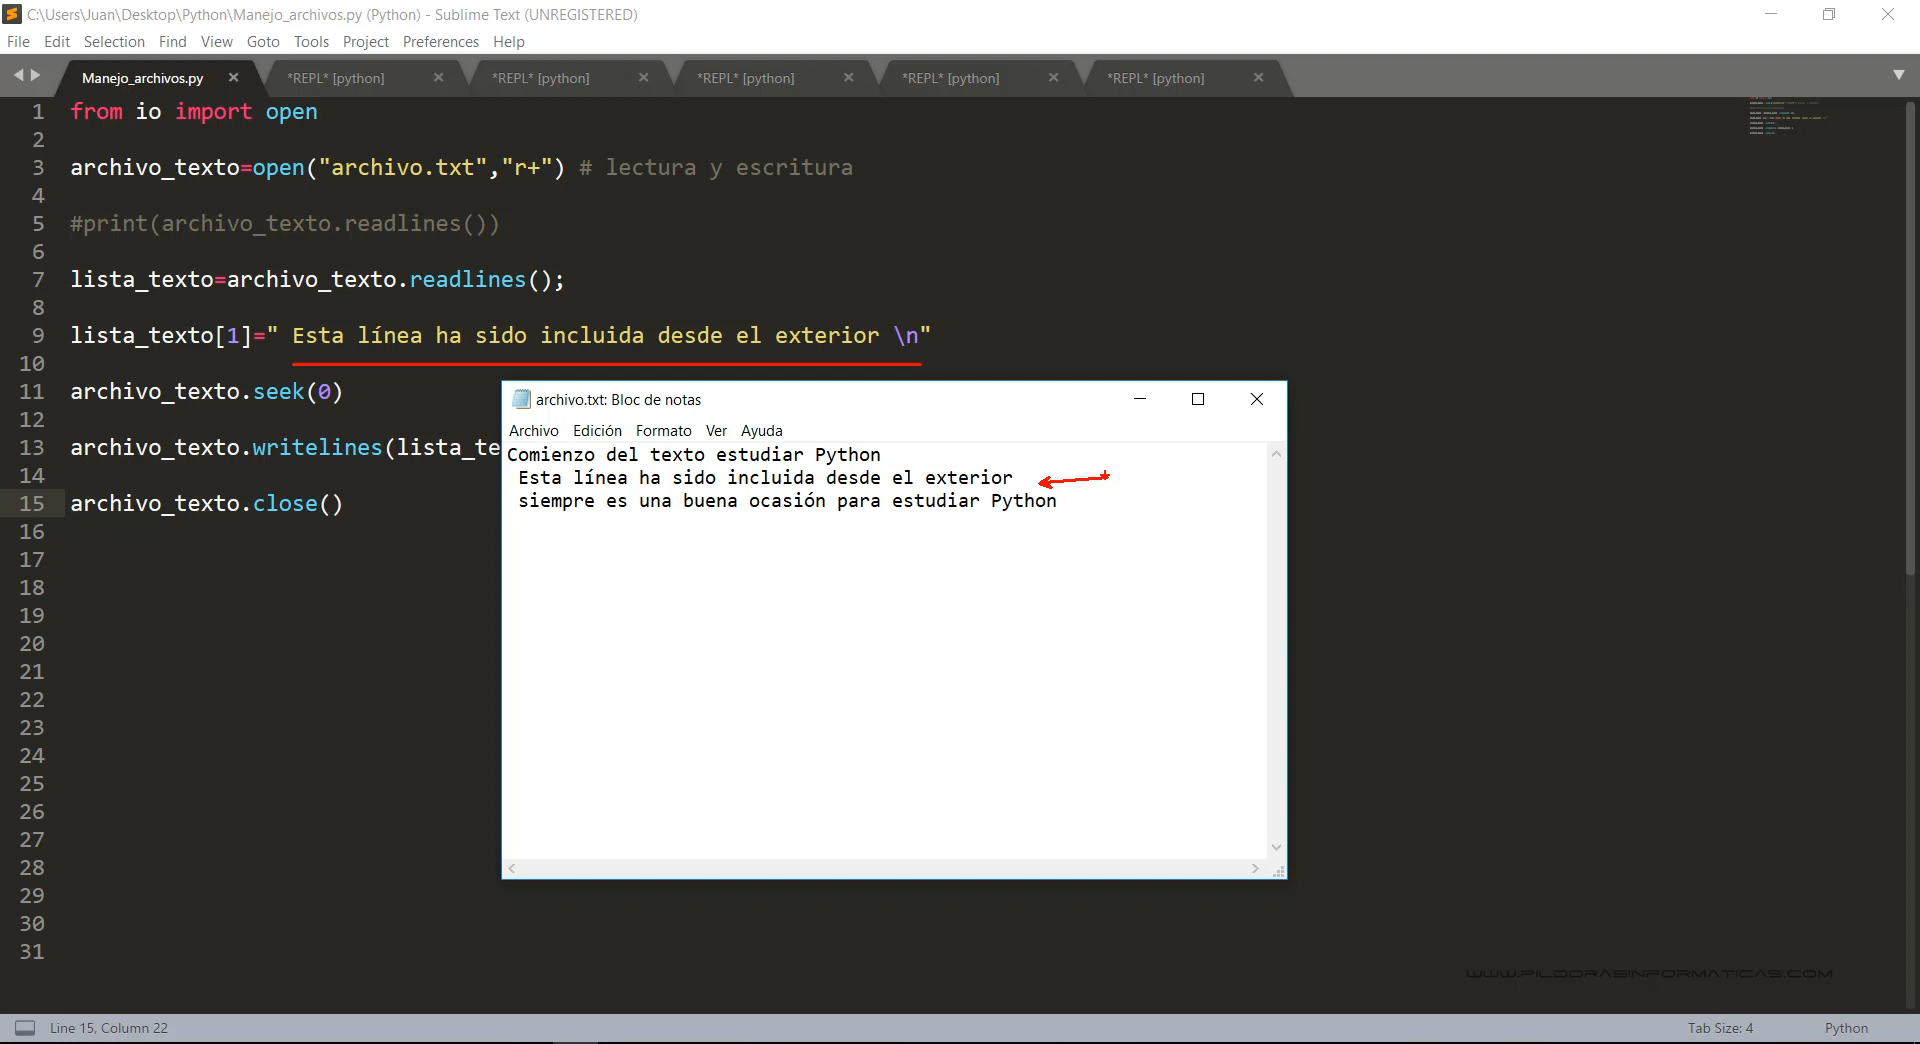 C:\Users\Juan\Desktop\Python\Manejo_archivos.py (Python) - Sublime Text (UNREGISTERED)
File Edit Selection Find View Goto Tools Project Preferences Help
Manejo_archivos.py × *REPL* [python] × *REPL* [python] × *REPL* [python] × *REPL* [python] × *REPL* [python] ×
1 from io import open
2
3 archivo_texto=open("archivo.txt","r+") # lectura y escritura
4
5 #print(archivo_texto.readlines())
6
7 lista_texto=archivo_texto.readlines();
8
9 lista_texto[1]=" Esta línea ha sido incluida desde el exterior \n"
10
11 archivo_texto.seek(0)
12
13 archivo_texto.writelines(lista_te
14
15 archivo_texto.close()
16
17
18
19
20
21
22
23
24
25
26
27
28
29
30
31
archivo.txt: Bloc de notas
Archivo Edición Formato Ver Ayuda
Comienzo del texto estudiar Python
Esta línea ha sido incluida desde el exterior
siempre es una buena ocasión para estudiar Python
WWW.PILDORASINFORMATICAS.COM
Line 15, Column 22
Tab Size: 4 Python